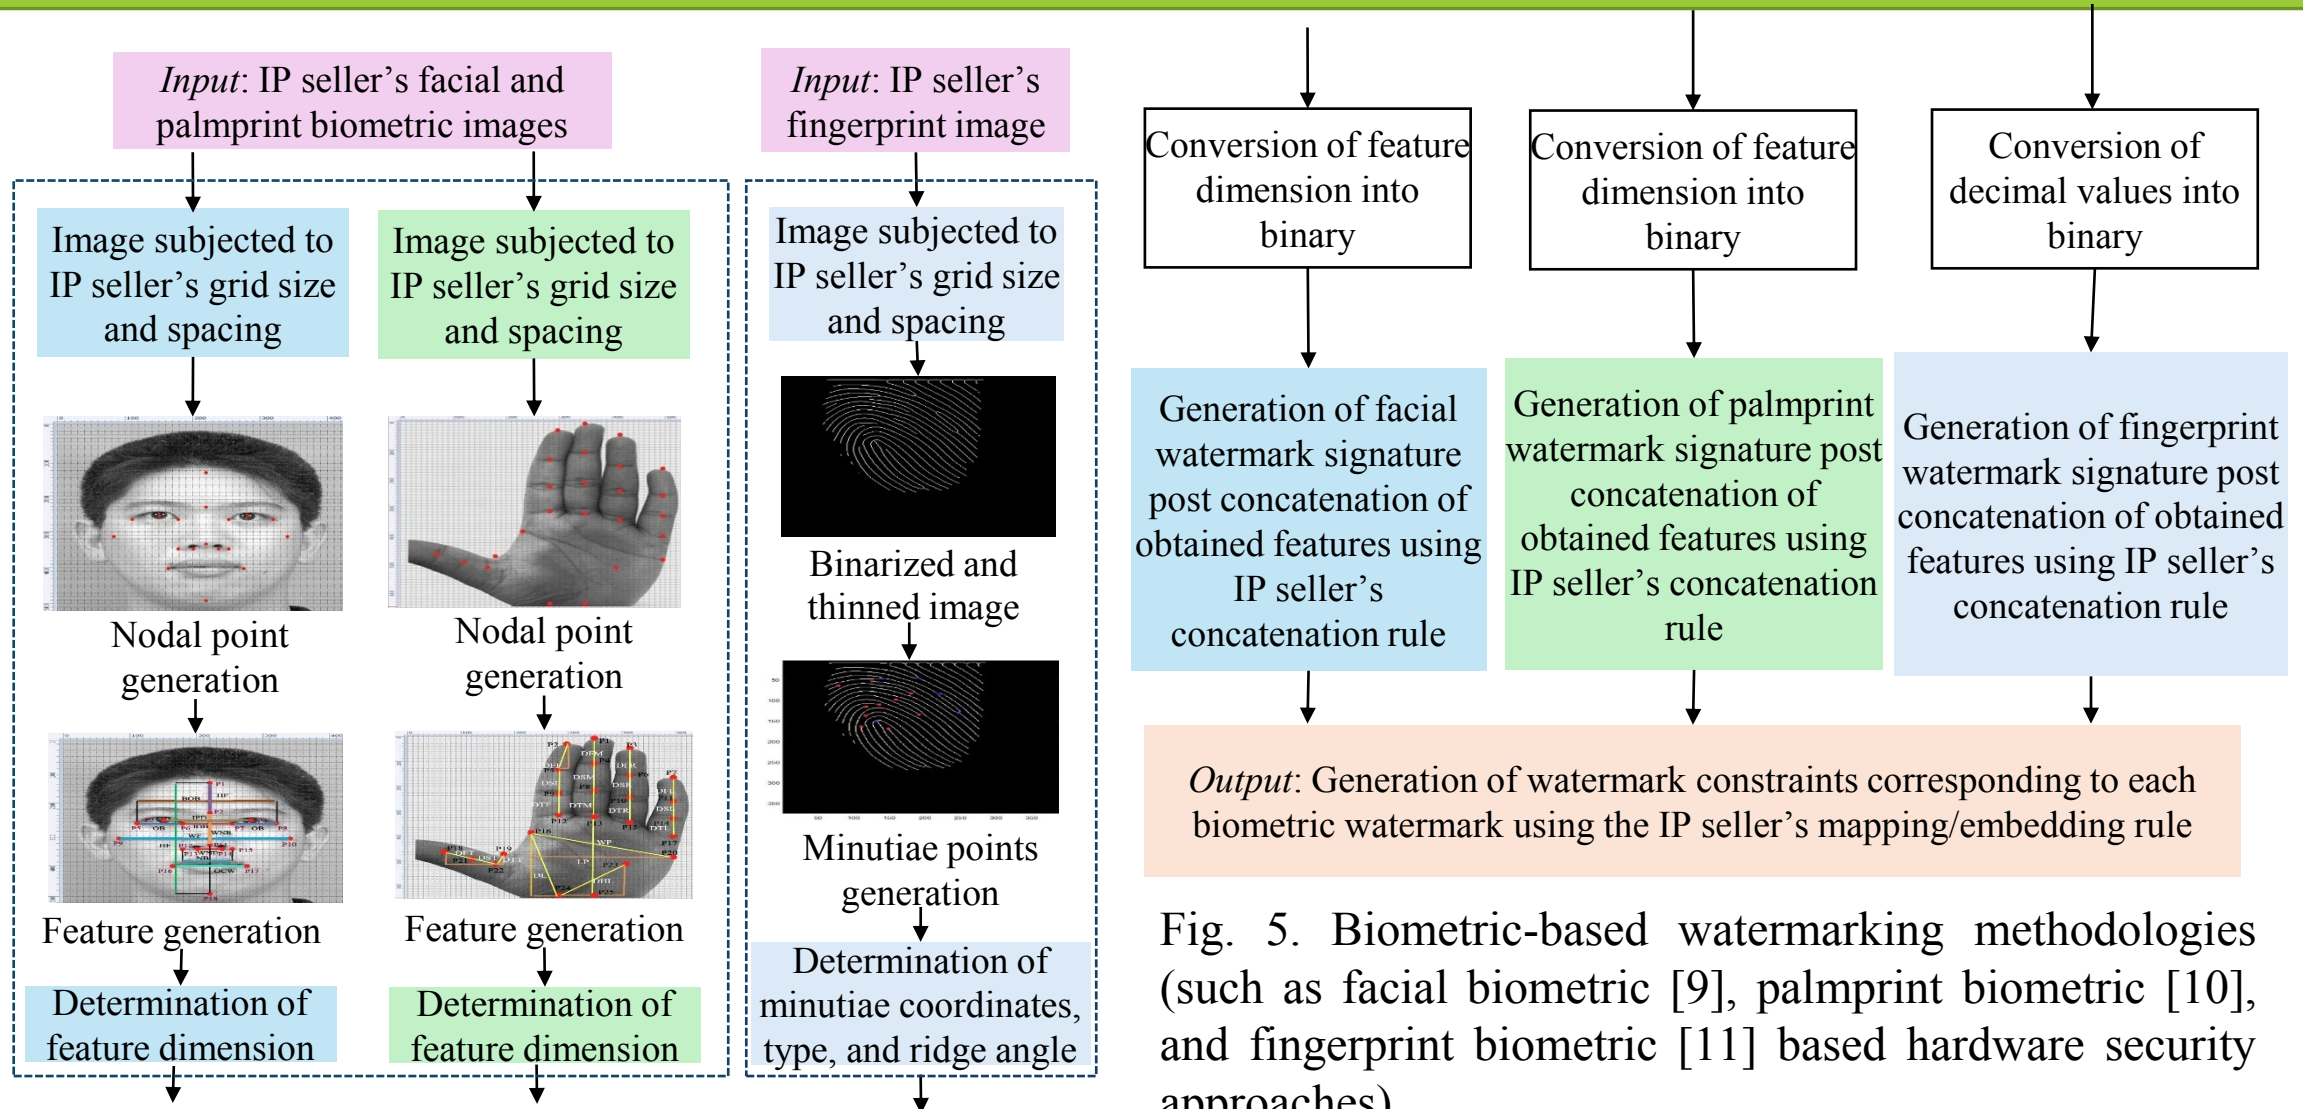 Input: IP seller's facial and
palmprint biometric images
Image subjected to
IP seller's grid size
and spacing
Nodal point
generation
Feature generation
Determination of
feature dimension
Image subjected to
IP seller's grid size
and spacing
Nodal point
generation
Feature generation
Determination of
feature dimension
Input: IP seller's
fingerprint image
Image subjected to
IP seller's grid size
and spacing
Binarized and
thinned image
Minutiae points
generation
Determination of
minutiae coordinates,
type, and ridge angle
Conversion of feature
dimension into
binary
Generation of facial
watermark signature
post concatenation of
obtained features using
IP seller's
concatenation rule
Conversion of feature
dimension into
binary
Generation of palmprint
watermark signature post
concatenation of
obtained features using
IP seller's concatenation
rule
Conversion of
decimal values into
binary
Generation of fingerprint
watermark signature post
concatenation of obtained
features using IP seller's
concatenation rule
Output: Generation of watermark constraints corresponding to each
biometric watermark using the IP seller's mapping/embedding rule
Fig. 5. Biometric-based watermarking methodologies
(such as facial biometric [9], palmprint biometric [10],
and fingerprint biometric [11] based hardware security
approaches)